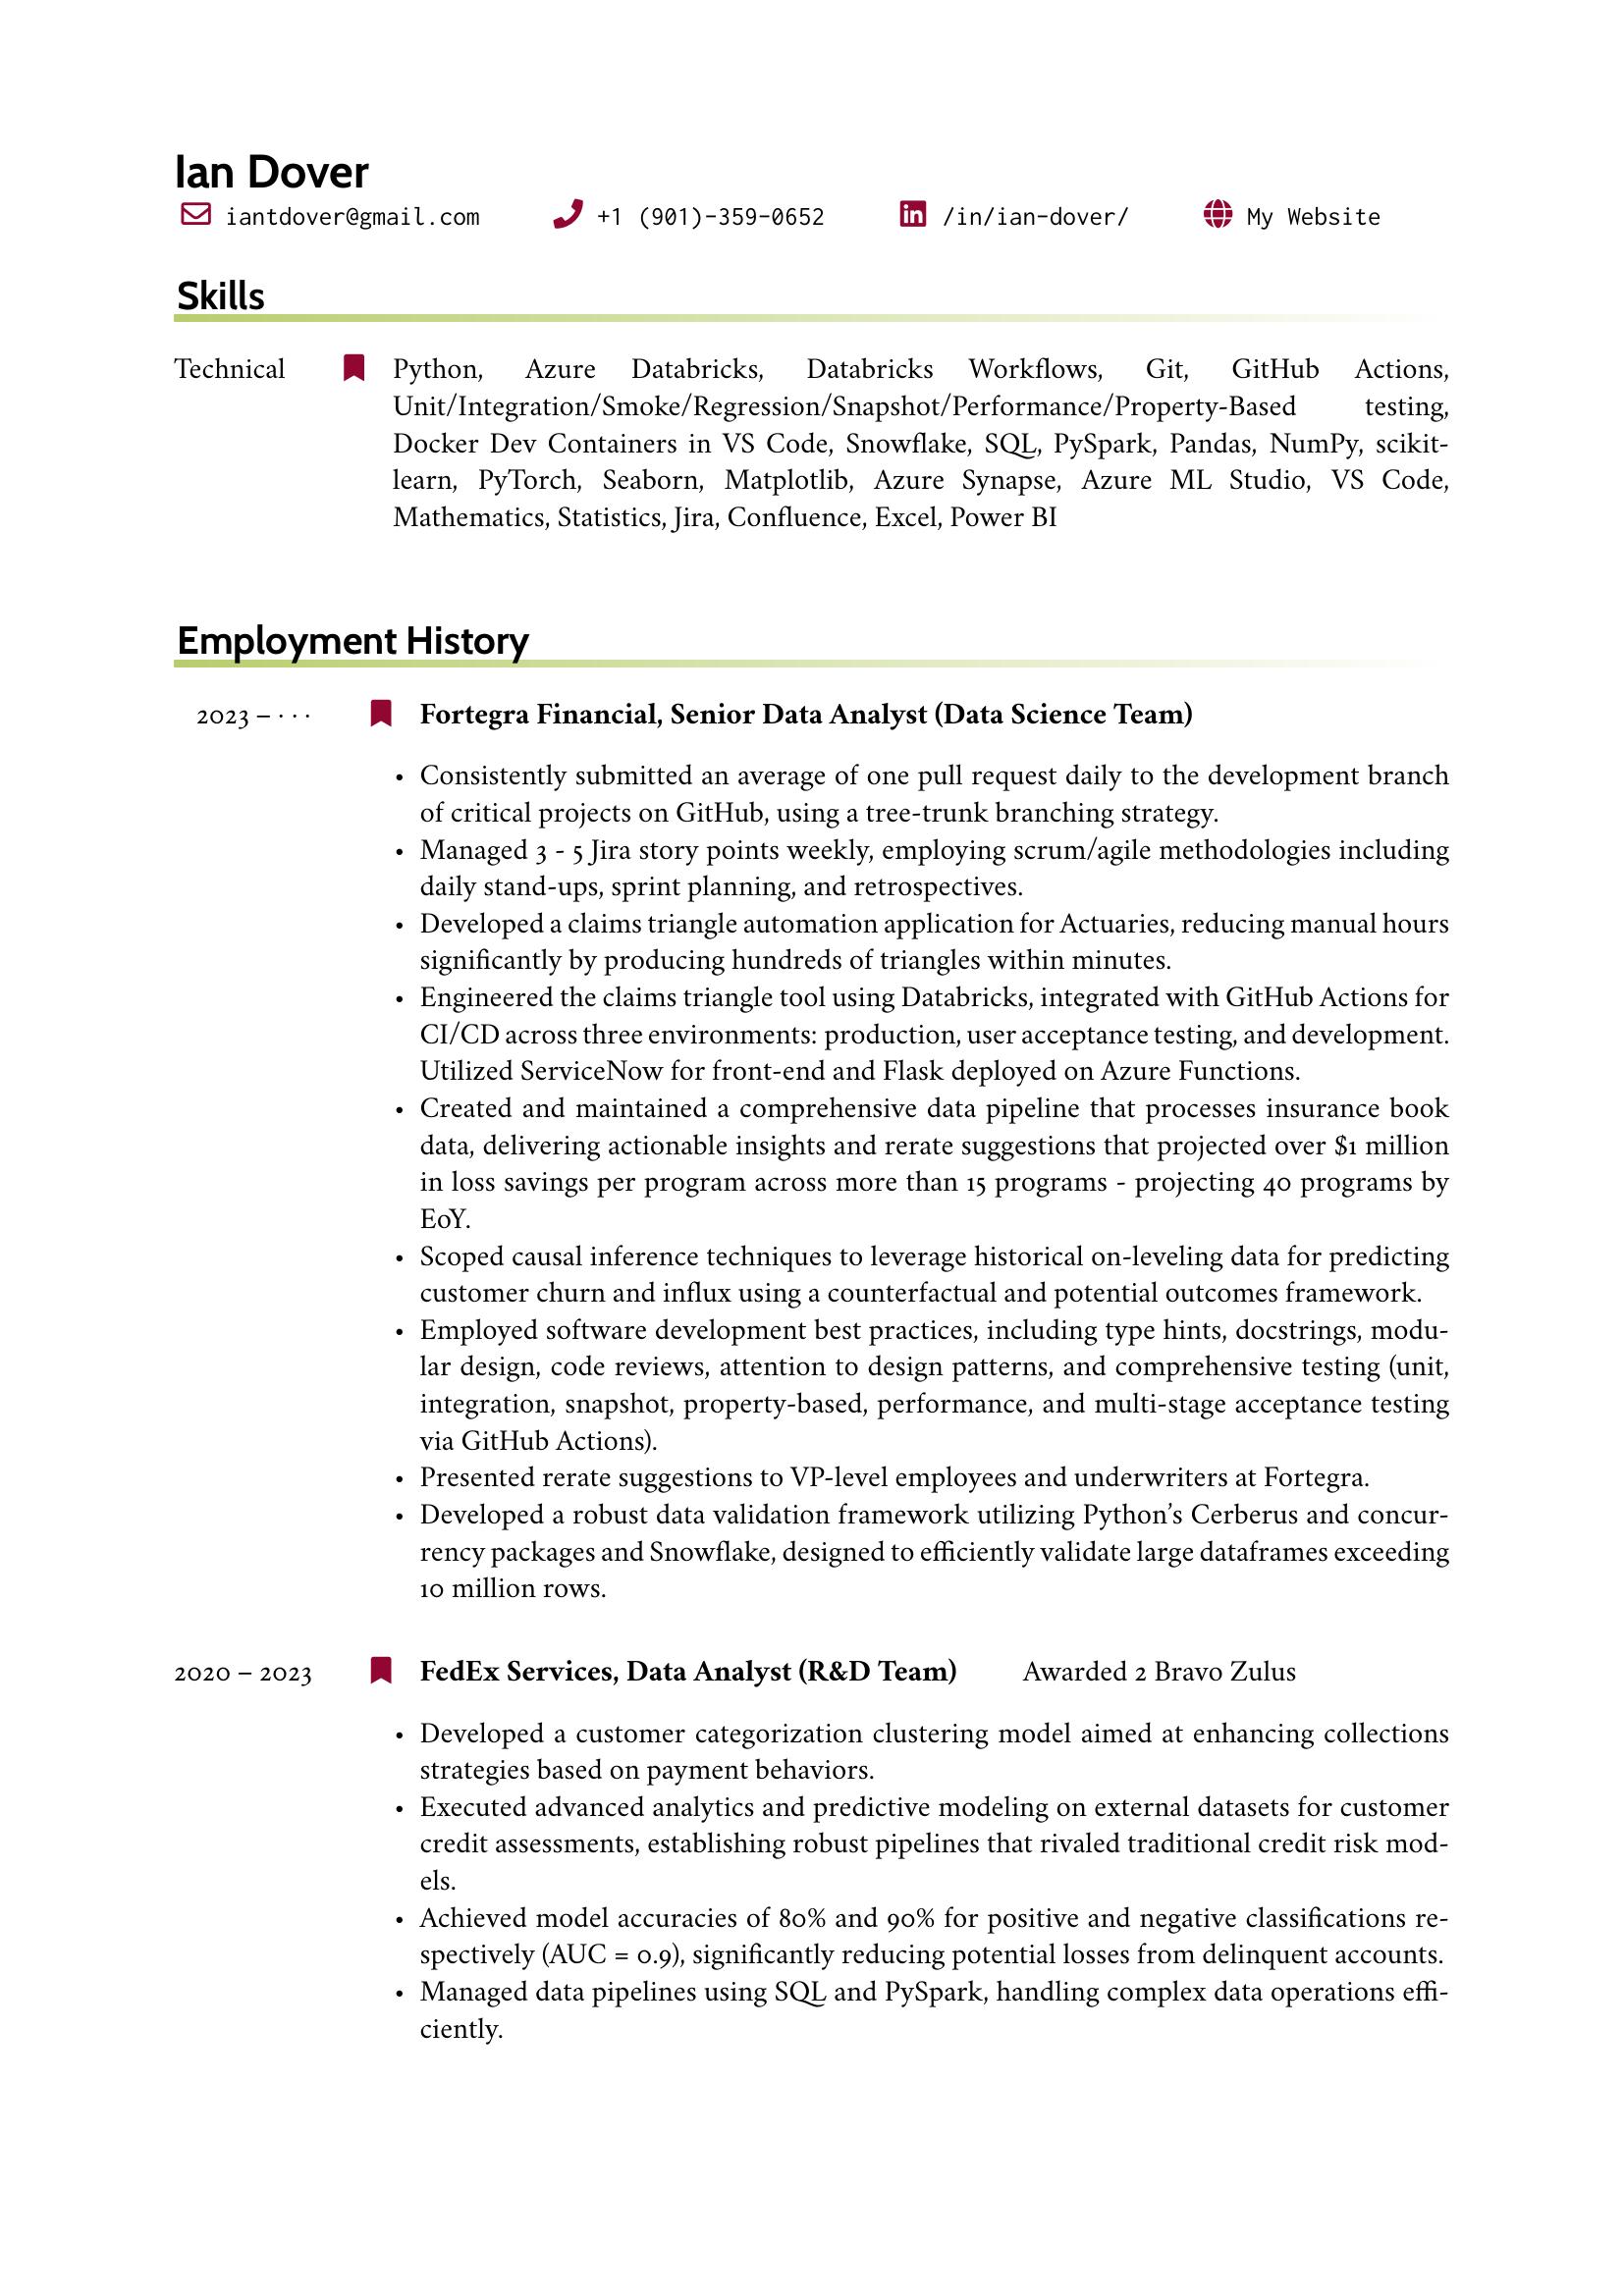 Ian Dover
iantdover@gmail.com +1 (901)-359-0652 /in/ian-dover/ My Website
Skills
Technical Python, Azure Databricks, Databricks Workflows, Git, GitHub Actions,
Unit/Integration/Smoke/Regression/Snapshot/Performance/Property-Based testing,
Docker Dev Containers in VS Code, Snowflake, SQL, PySpark, Pandas, NumPy, scikit-
learn, PyTorch, Seaborn, Matplotlib, Azure Synapse, Azure ML Studio, VS Code,
Mathematics, Statistics, Jira, Confluence, Excel, Power BI
Employment History
2023 – · · · Fortegra Financial, Senior Data Analyst (Data Science Team)
• Consistently submitted an average of one pull request daily to the development branch
of critical projects on GitHub, using a tree-trunk branching strategy.
• Managed 3 - 5 Jira story points weekly, employing scrum/agile methodologies including
daily stand-ups, sprint planning, and retrospectives.
• Developed a claims triangle automation application for Actuaries, reducing manual hours
significantly by producing hundreds of triangles within minutes.
• Engineered the claims triangle tool using Databricks, integrated with GitHub Actions for
CI/CD across three environments: production, user acceptance testing, and development.
Utilized ServiceNow for front-end and Flask deployed on Azure Functions.
• Created and maintained a comprehensive data pipeline that processes insurance book
data, delivering actionable insights and rerate suggestions that projected over $1 million
in loss savings per program across more than 15 programs - projecting 40 programs by
EoY.
• Scoped causal inference techniques to leverage historical on-leveling data for predicting
customer churn and influx using a counterfactual and potential outcomes framework.
• Employed software development best practices, including type hints, docstrings, modu-
lar design, code reviews, attention to design patterns, and comprehensive testing (unit,
integration, snapshot, property-based, performance, and multi-stage acceptance testing
via GitHub Actions).
• Presented rerate suggestions to VP-level employees and underwriters at Fortegra.
• Developed a robust data validation framework utilizing Python’s Cerberus and concur-
rency packages and Snowflake, designed to efficiently validate large dataframes exceeding
10 million rows.
2020 – 2023 FedEx Services, Data Analyst (R&D Team) Awarded 2 Bravo Zulus
• Developed a customer categorization clustering model aimed at enhancing collections
strategies based on payment behaviors.
• Executed advanced analytics and predictive modeling on external datasets for customer
credit assessments, establishing robust pipelines that rivaled traditional credit risk mod-
els.
• Achieved model accuracies of 80% and 90% for positive and negative classifications re-
spectively (AUC = 0.9), significantly reducing potential losses from delinquent accounts.
• Managed data pipelines using SQL and PySpark, handling complex data operations effi-
ciently.